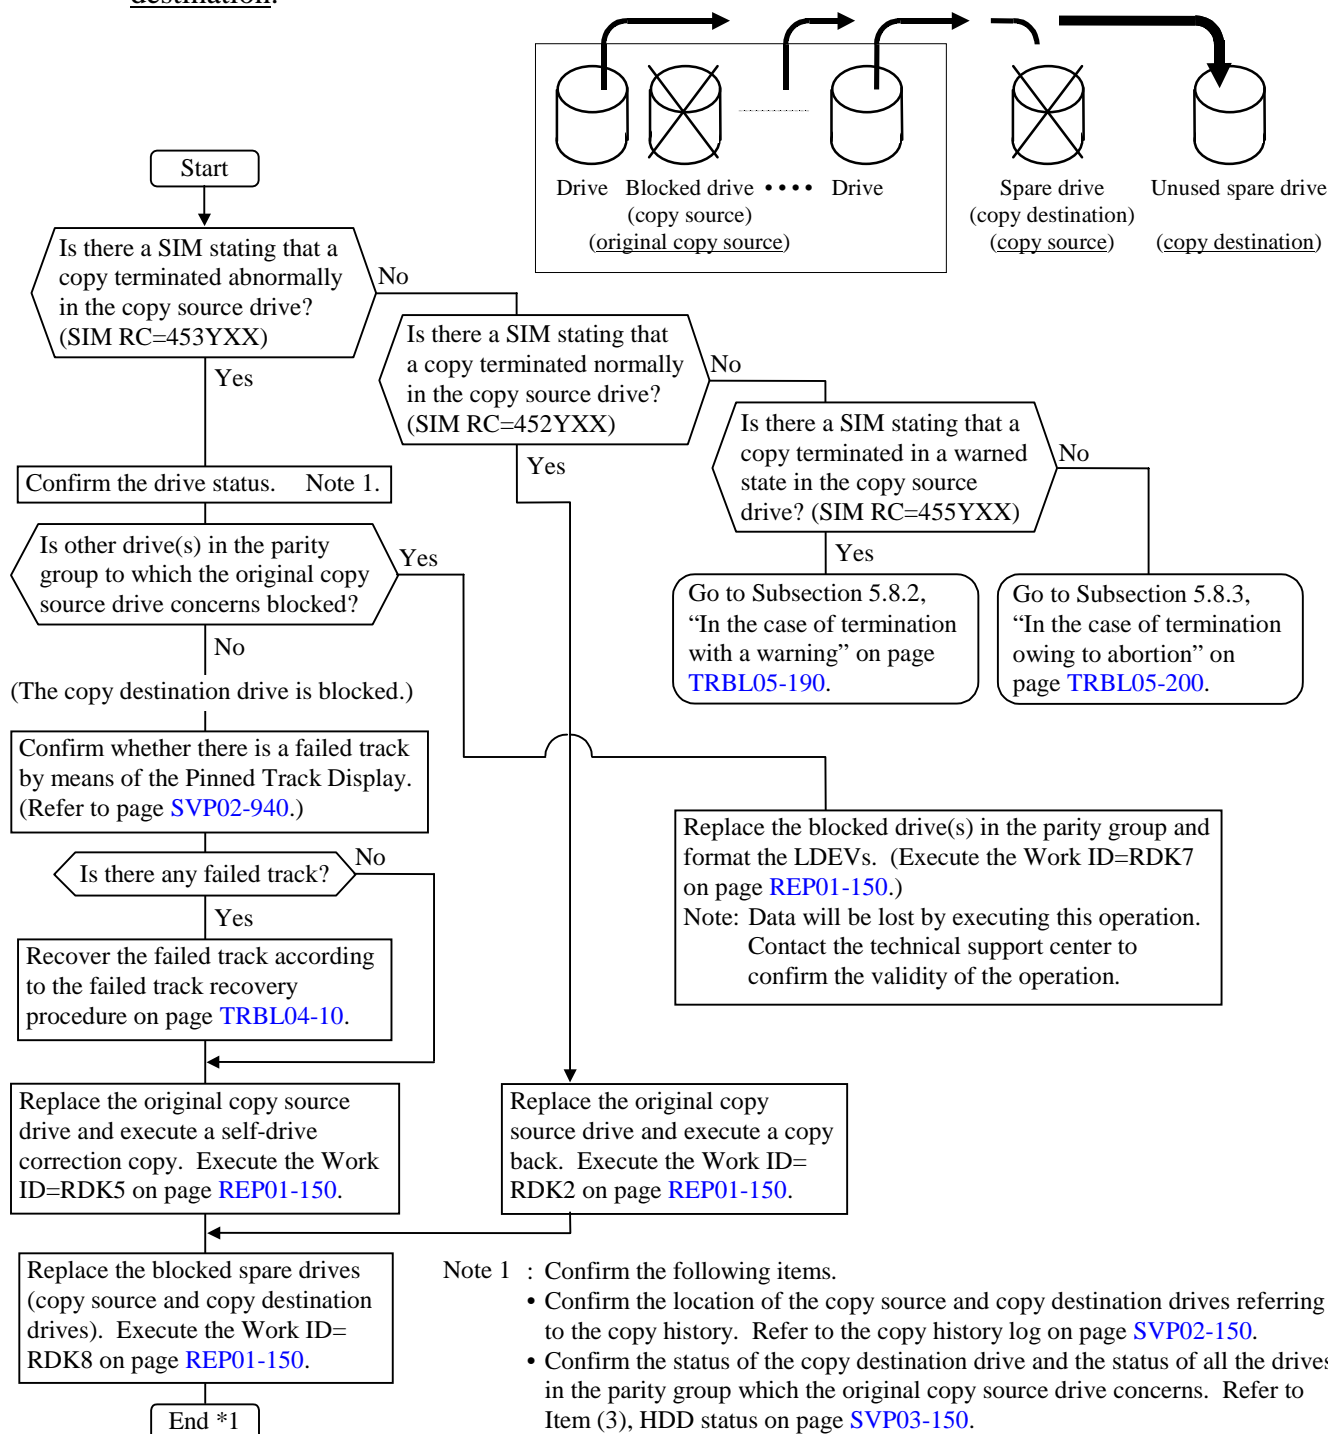 destination.
Drive
Blocked drive
(copy source)
(original copy source)
• • • •
Drive
Spare drive
(copy destination)
(copy source)
Unused spare drive
(copy destination)
Start
Is there a SIM stating that a
copy terminated abnormally
in the copy source drive?
(SIM RC=453YXX)
No
Yes
Is there a SIM stating that
a copy terminated normally
in the copy source drive?
(SIM RC=452YXX)
No
Yes
Is there a SIM stating that a
copy terminated in a warned
state in the copy source
drive? (SIM RC=455YXX)
No
Yes
Go to Subsection 5.8.2,
“In the case of termination
with a warning” on page
TRBL05-190.
Go to Subsection 5.8.3,
“In the case of termination
owing to abortion” on
page TRBL05-200.
Confirm the drive status. Note 1.
Is other drive(s) in the parity
group to which the original copy
source drive concerns blocked?
Yes
No
(The copy destination drive is blocked.)
Confirm whether there is a failed track
by means of the Pinned Track Display.
(Refer to page SVP02-940.)
Is there any failed track?
No
Yes
Recover the failed track according
to the failed track recovery
procedure on page TRBL04-10.
Replace the blocked drive(s) in the parity group and
format the LDEVs. (Execute the Work ID=RDK7
on page REP01-150.)
Note: Data will be lost by executing this operation.
Contact the technical support center to
confirm the validity of the operation.
Replace the original copy source
drive and execute a self-drive
correction copy. Execute the Work
ID=RDK5 on page REP01-150.
Replace the original copy
source drive and execute a copy
back. Execute the Work ID=
RDK2 on page REP01-150.
Replace the blocked spare drives
(copy source and copy destination
drives). Execute the Work ID=
RDK8 on page REP01-150.
End *1
Note 1 : Confirm the following items.
• Confirm the location of the copy source and copy destination drives referring
to the copy history. Refer to the copy history log on page SVP02-150.
• Confirm the status of the copy destination drive and the status of all the drives
in the parity group which the original copy source drive concerns. Refer to
Item (3), HDD status on page SVP03-150.